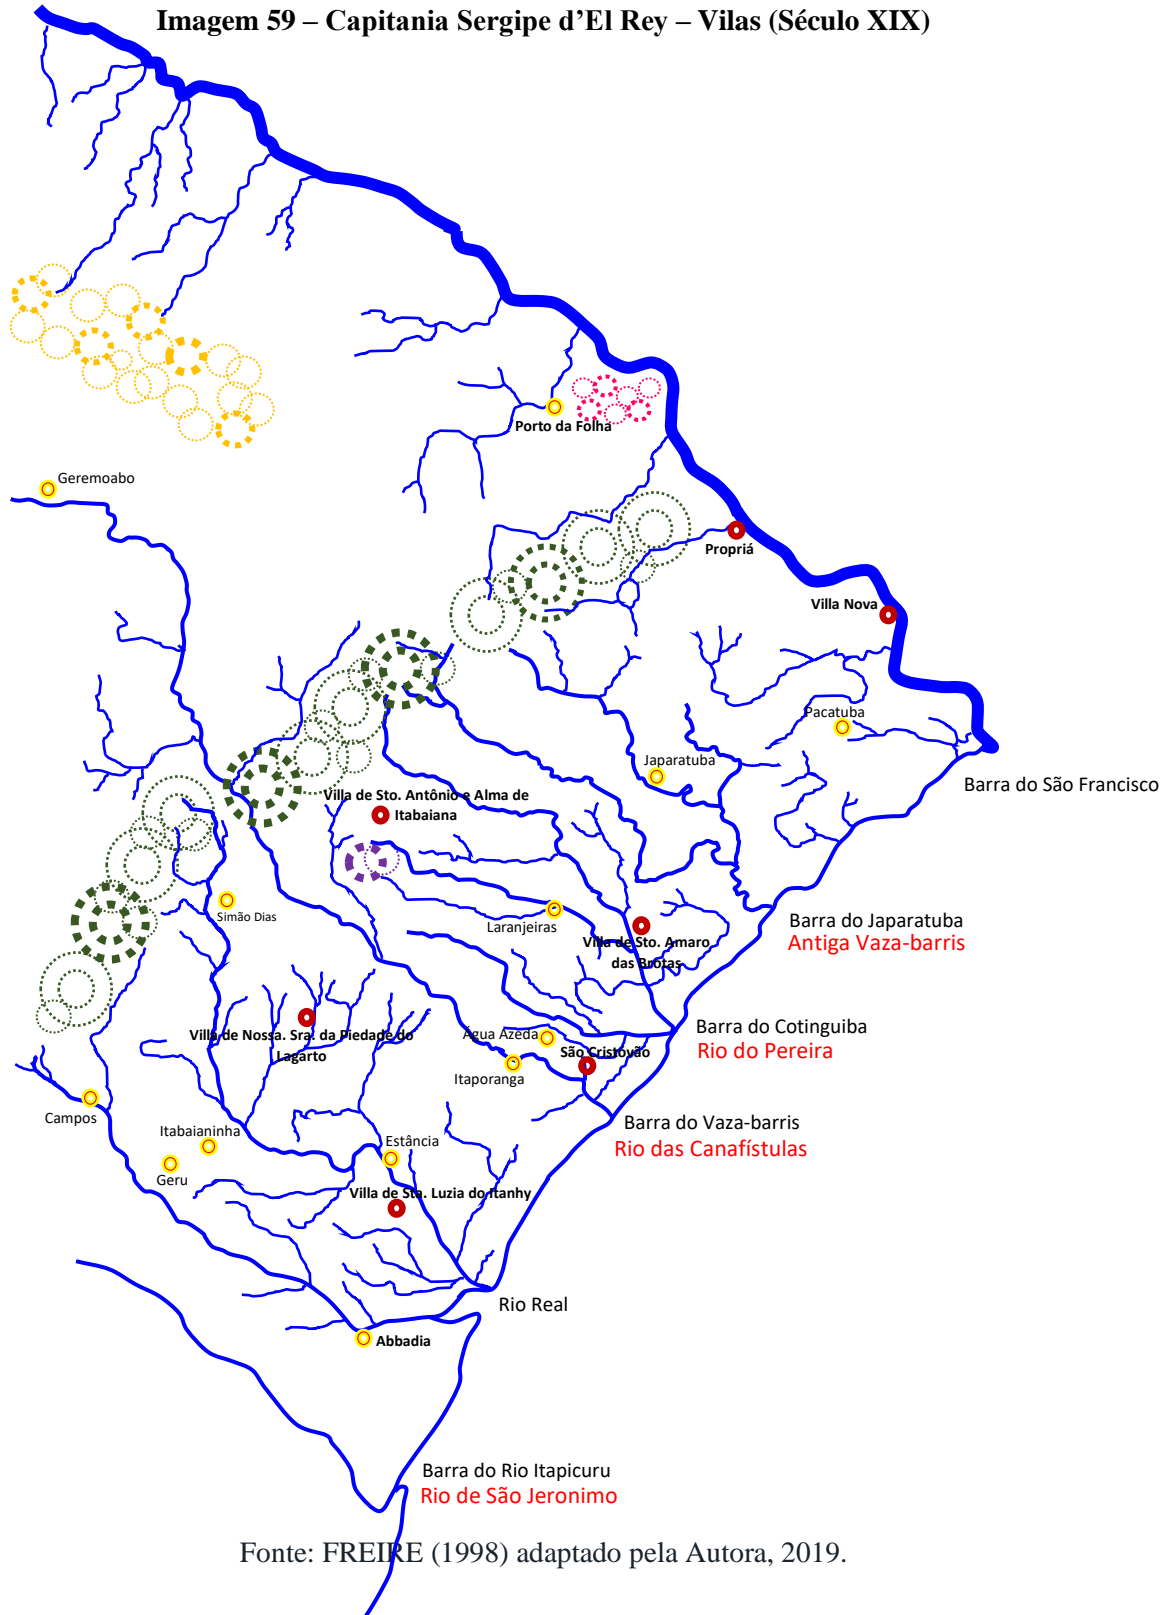 Imagem 59 – Capitania Sergipe d’El Rey – Vilas (Século XIX)
Porto da Folha
Geremoabo
Propriá
Villa Nova
Pacatuba
Japaratuba
Barra do São Francisco
Villa de Sto. Antônio e Alma de
Itabaiana
Simão Dias
Laranjeiras
Villa de Sto. Amaro
das Brotas
Barra do Japaratuba
Antiga Vaza-barris
Villa de Nossa. Sra. da Piedade do
Lagarto
Água Azeda
São Cristóvão
Itaporanga
Barra do Cotinguiba
Rio do Pereira
Campos
Itabaianinha
Geru
Estância
Barra do Vaza-barris
Rio das Canafístulas
Villa de Sta. Luzia do Itanhy
Rio Real
Abbadia
Barra do Rio Itapicuru
Rio de São Jeronimo
Fonte: FREIRE (1998) adaptado pela Autora, 2019.